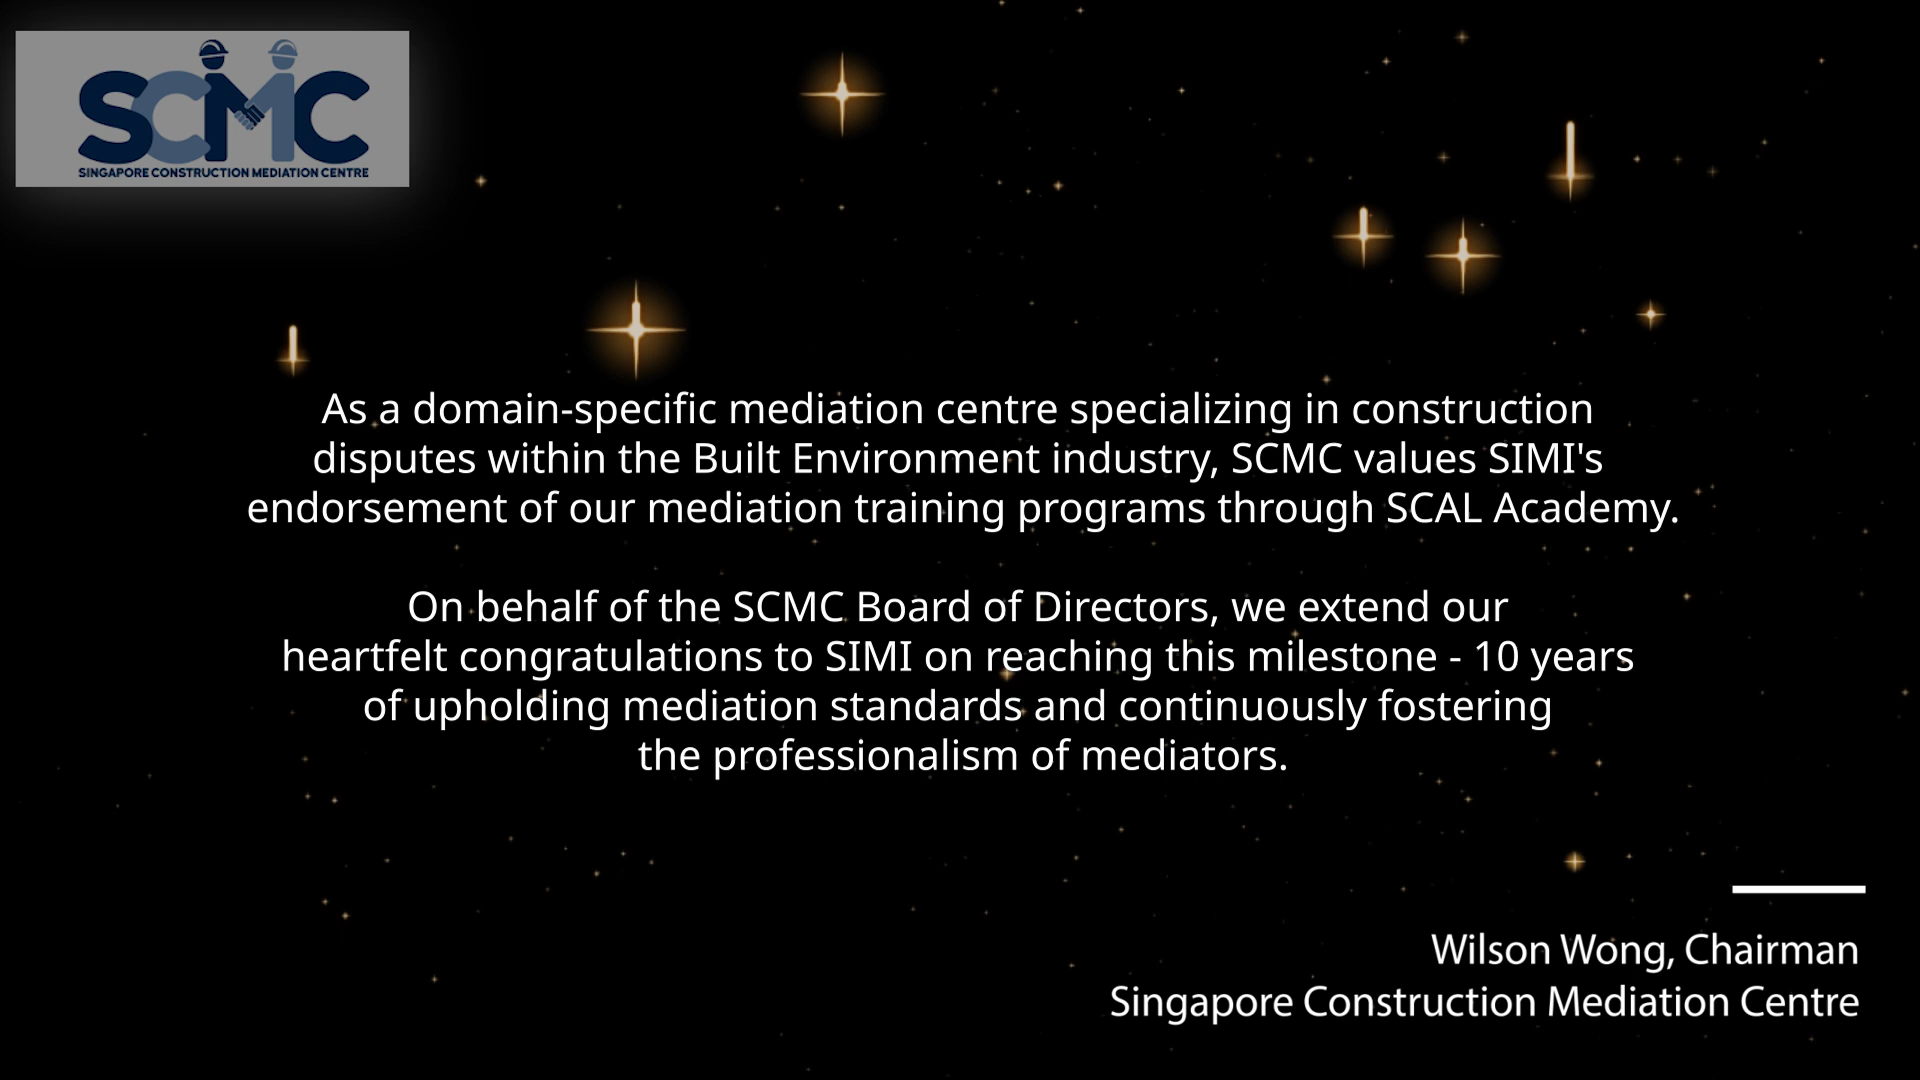 SCMC
SINGAPORE CONSTRUCTION MEDIATION CENTRE
As a domain-specific mediation centre specializing in construction
disputes within the Built Environment industry, SCMC values SIMI's
endorsement of our mediation training programs through SCAL Academy.
On behalf of the SCMC Board of Directors, we extend our
heartfelt congratulations to SIMI on reaching this milestone - 10 years
of upholding mediation standards and continuously fostering
the professionalism of mediators.
Wilson Wong, Chairman
Singapore Construction Mediation Centre